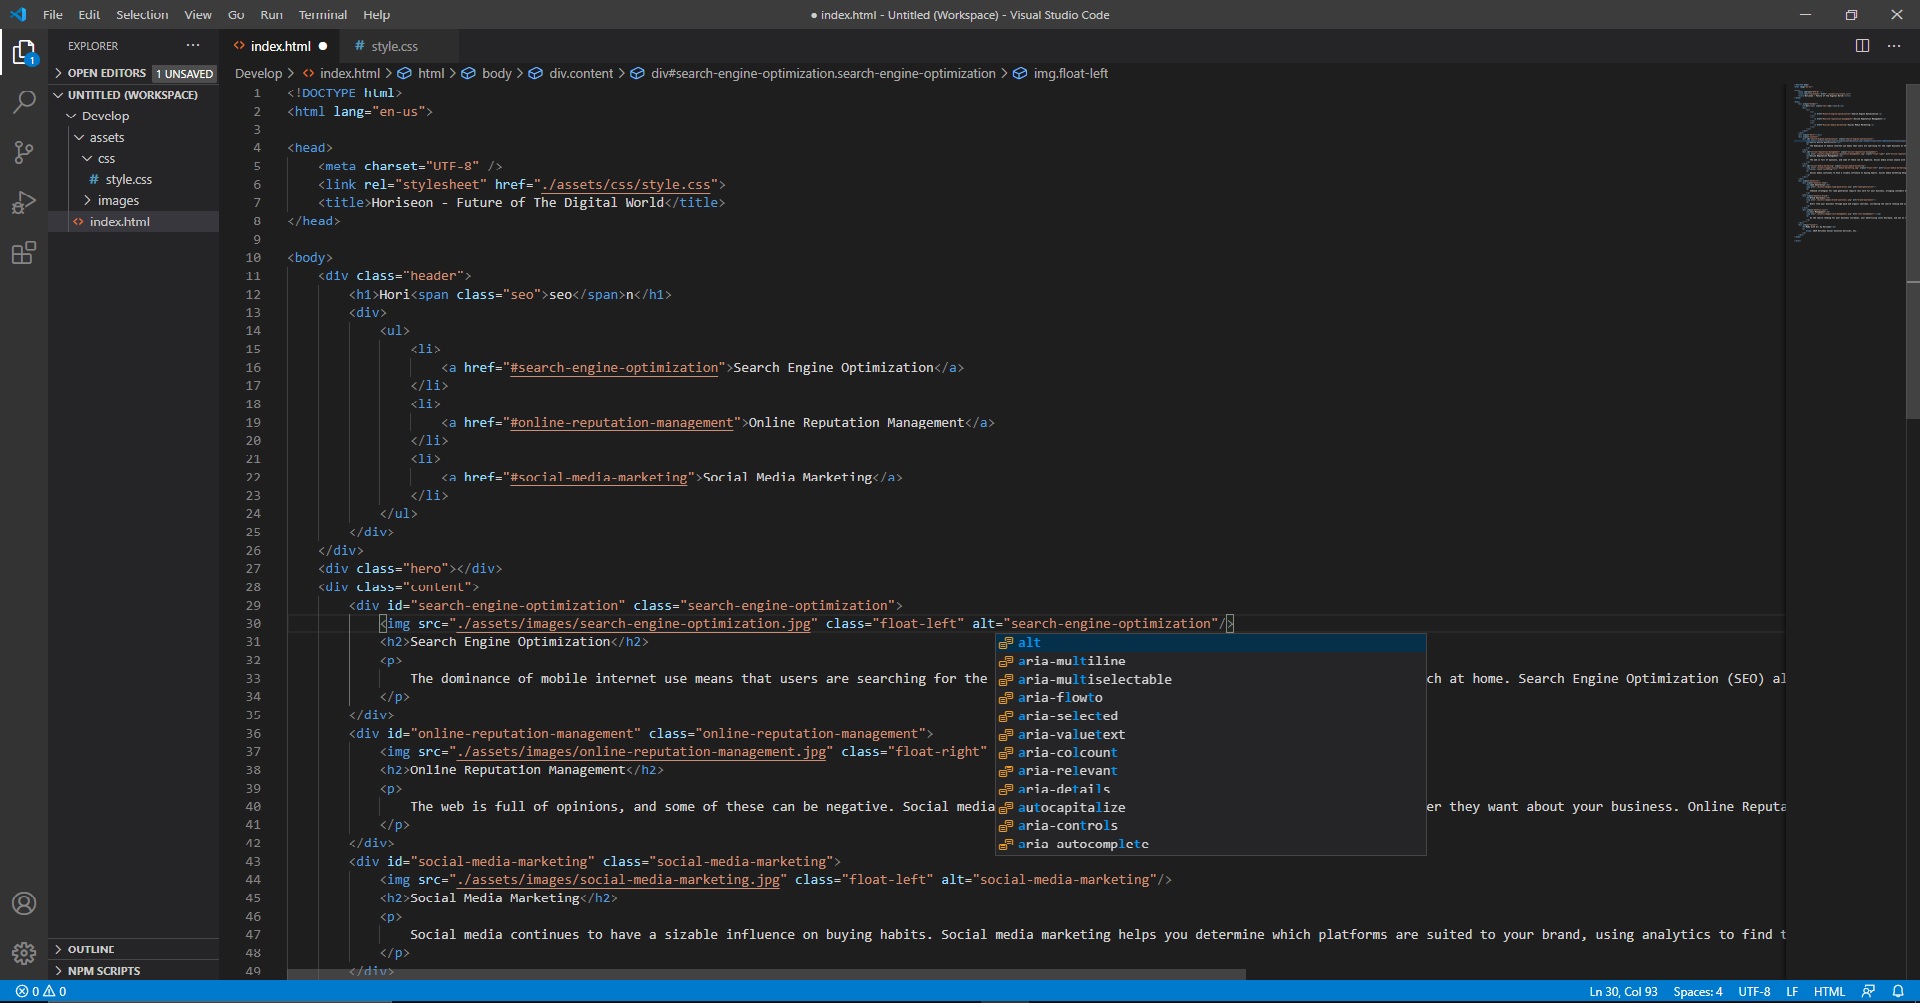 File Edit Selection View Go Run Terminal Help
● index.html - Untitled (Workspace) - Visual Studio Code
EXPLORER
index.html
style.css
OPEN EDITORS 1 UNSAVED
UNTITLED (WORKSPACE)
Develop
assets
css
style.css
images
index.html
OUTLINE
NPM SCRIPTS
1
Develop > index.html > html > body > div.content > div#search-engine-optimization.search-engine-optimization > img.float-left
1 <!DOCTYPE html>
2 <html lang="en-us">
3
4 <head>
5 <meta charset="UTF-8" />
6 <link rel="stylesheet" href="./assets/css/style.css">
7 <title>Horiseon - Future of The Digital World</title>
8 </head>
9
10 <body>
11 <div class="header">
12 <h1>Hori<span class="seo">seo</span>n</h1>
13 <div>
14 <ul>
15 <li>
16 <a href="#search-engine-optimization">Search Engine Optimization</a>
17 </li>
18 <li>
19 <a href="#online-reputation-management">Online Reputation Management</a>
20 </li>
21 <li>
22 <a href="#social-media-marketing">Social Media Marketing</a>
23 </li>
24 </ul>
25 </div>
26 </div>
27 <div class="hero"></div>
28 <div class="content">
29 <div id="search-engine-optimization" class="search-engine-optimization">
30 <img src="./assets/images/search-engine-optimization.jpg" class="float-left" alt="search-engine-optimization"/>
31 <h2>Search Engine Optimization</h2>
32 <p>
33 The dominance of mobile internet use means that users are searching for the ch at home. Search Engine Optimization (SEO) al
34 </p>
35 </div>
36 <div id="online-reputation-management" class="online-reputation-management">
37 <img src="./assets/images/online-reputation-management.jpg" class="float-right"
38 <h2>Online Reputation Management</h2>
39 <p>
40 The web is full of opinions, and some of these can be negative. Social media er they want about your business. Online Reputa
41 </p>
42 </div>
43 <div id="social-media-marketing" class="social-media-marketing">
44 <img src="./assets/images/social-media-marketing.jpg" class="float-left" alt="social-media-marketing"/>
45 <h2>Social Media Marketing</h2>
46 <p>
47 Social media continues to have a sizable influence on buying habits. Social media marketing helps you determine which platforms are suited to your brand, using analytics to find t
48 </p>
49 </div>
alt
aria-multiline
aria-multiselectable
aria-flowto
aria-selected
aria-valuetext
aria-colcount
aria-relevant
aria-details
autocapitalize
aria-controls
aria-autocomplete
0 0
Ln 30, Col 93 Spaces: 4 UTF-8 LF HTML